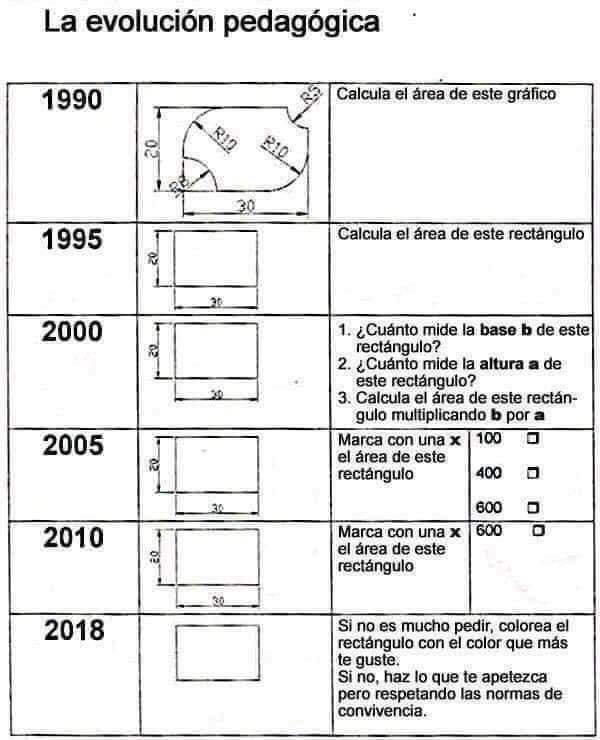 La evolución pedagógica
1990
R5
R10
R10
20
R8
30
Calcula el área de este gráfico
1995
20
30
Calcula el área de este rectángulo
2000
20
30
1. ¿Cuánto mide la base b de este
rectángulo?
2. ¿Cuánto mide la altura a de
este rectángulo?
3. Calcula el área de este rectán-
gulo multiplicando b por a
2005
20
30
Marca con una x
el área de este
rectángulo
100
400
600
2010
20
30
Marca con una x
el área de este
rectángulo
600
2018
Si no es mucho pedir, colorea el
rectángulo con el color que más
te guste.
Si no, haz lo que te apetezca
pero respetando las normas de
convivencia.